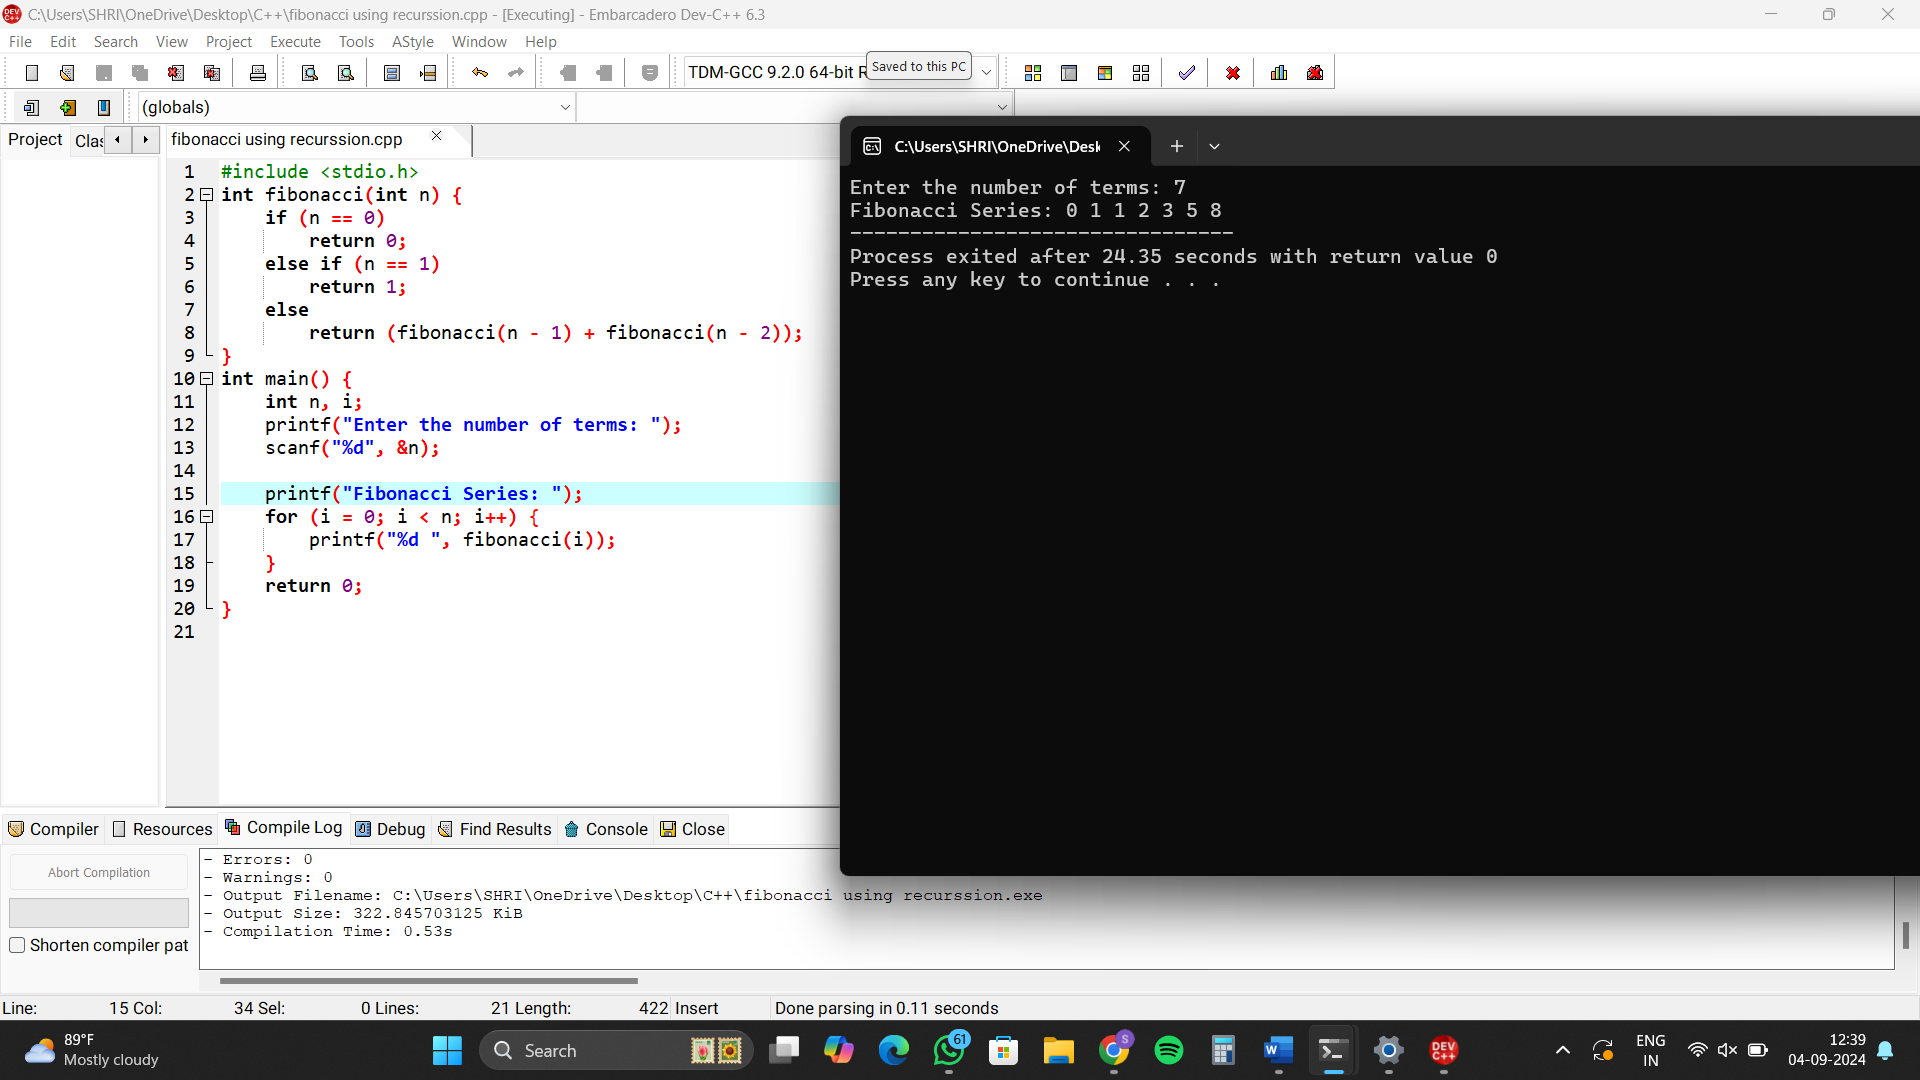 C:\Users\SHRI\OneDrive\Desktop\C++\fibonacci using recurssion.cpp - [Executing] - Embarcadero Dev-C++ 6.3
File Edit Search View Project Execute Tools AStyle Window Help
TDM-GCC 9.2.0 64-bit R
Saved to this PC
(globals)
Project Clas
fibonacci using recurssion.cpp
1 #include <stdio.h>
2 int fibonacci(int n) {
3 if (n == 0)
4 return 0;
5 else if (n == 1)
6 return 1;
7 else
8 return (fibonacci(n - 1) + fibonacci(n - 2));
9 }
10 int main() {
11 int n, i;
12 printf("Enter the number of terms: ");
13 scanf("%d", &n);
14
15 printf("Fibonacci Series: ");
16 for (i = 0; i < n; i++) {
17 printf("%d ", fibonacci(i));
18 }
19 return 0;
20 }
21
C:\Users\SHRI\OneDrive\Desk
Enter the number of terms: 7
Fibonacci Series: 0 1 1 2 3 5 8
--------------------------------
Process exited after 24.35 seconds with return value 0
Press any key to continue . . .
Compiler Resources Compile Log Debug Find Results Console Close
Abort Compilation
Shorten compiler pat
- Errors: 0
- Warnings: 0
- Output Filename: C:\Users\SHRI\OneDrive\Desktop\C++\fibonacci using recurssion.exe
- Output Size: 322.845703125 KiB
- Compilation Time: 0.53s
Line: 15 Col: 34 Sel: 0 Lines: 21 Length: 422 Insert Done parsing in 0.11 seconds
89°F
Mostly cloudy
Search
61
S
DEV C++
ENG
IN
12:39
04-09-2024